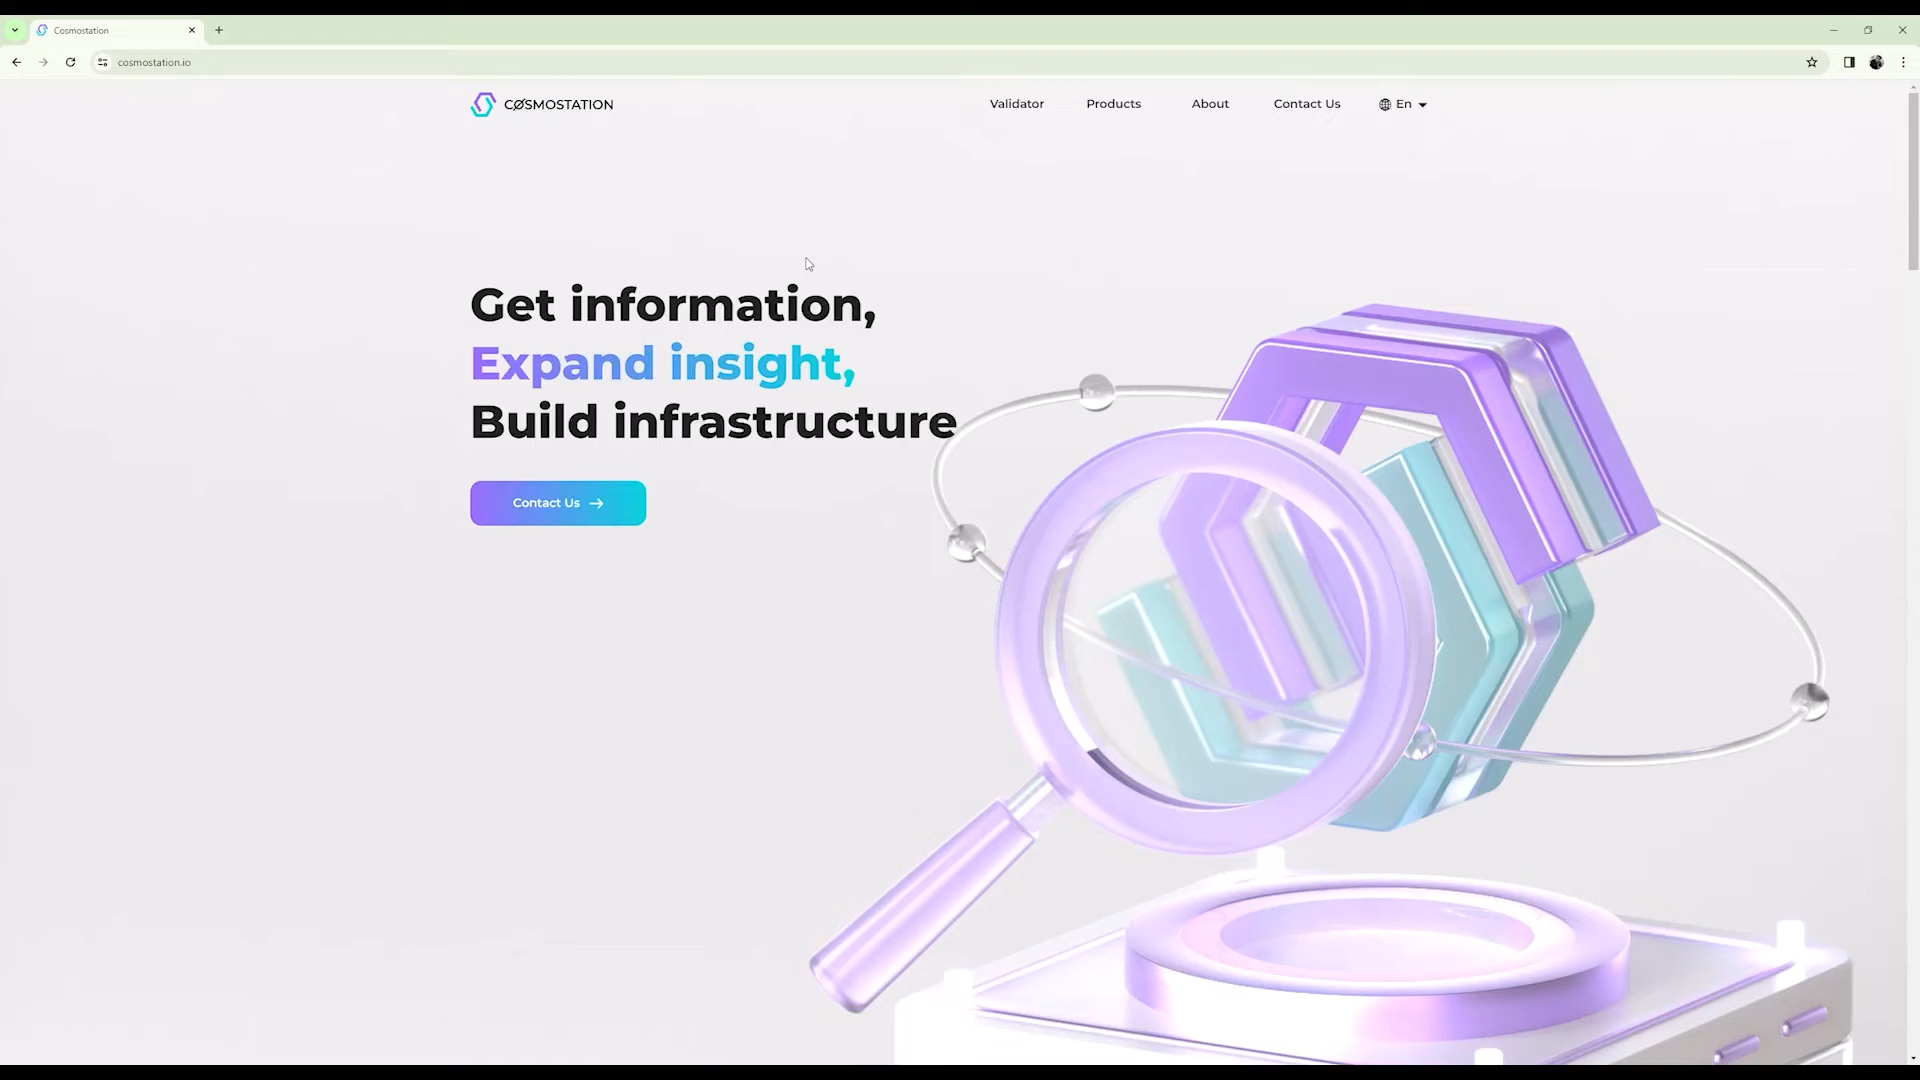 Cosmostation
cosmostation.io
CØSMOSTATION
Validator
Products
About
Contact Us
En
Get information,
Expand insight,
Build infrastructure
Contact Us